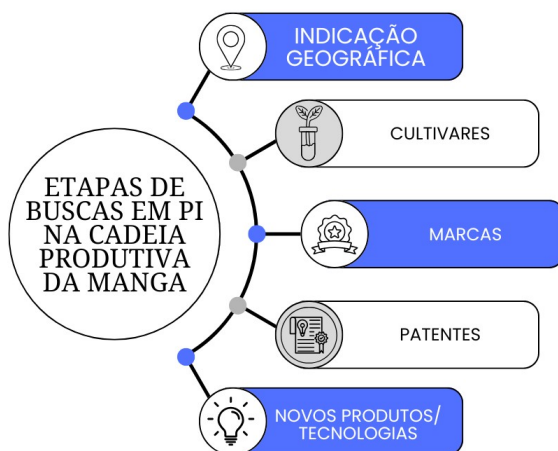 ETAPAS DE
BUSCAS EM PI
NA CADEIA
PRODUTIVA
DA MANGA
INDICAÇÃO
GEOGRÁFICA
CULTIVARES
MARCAS
PATENTES
NOVOS PRODUTOS/
TECNOLOGIAS